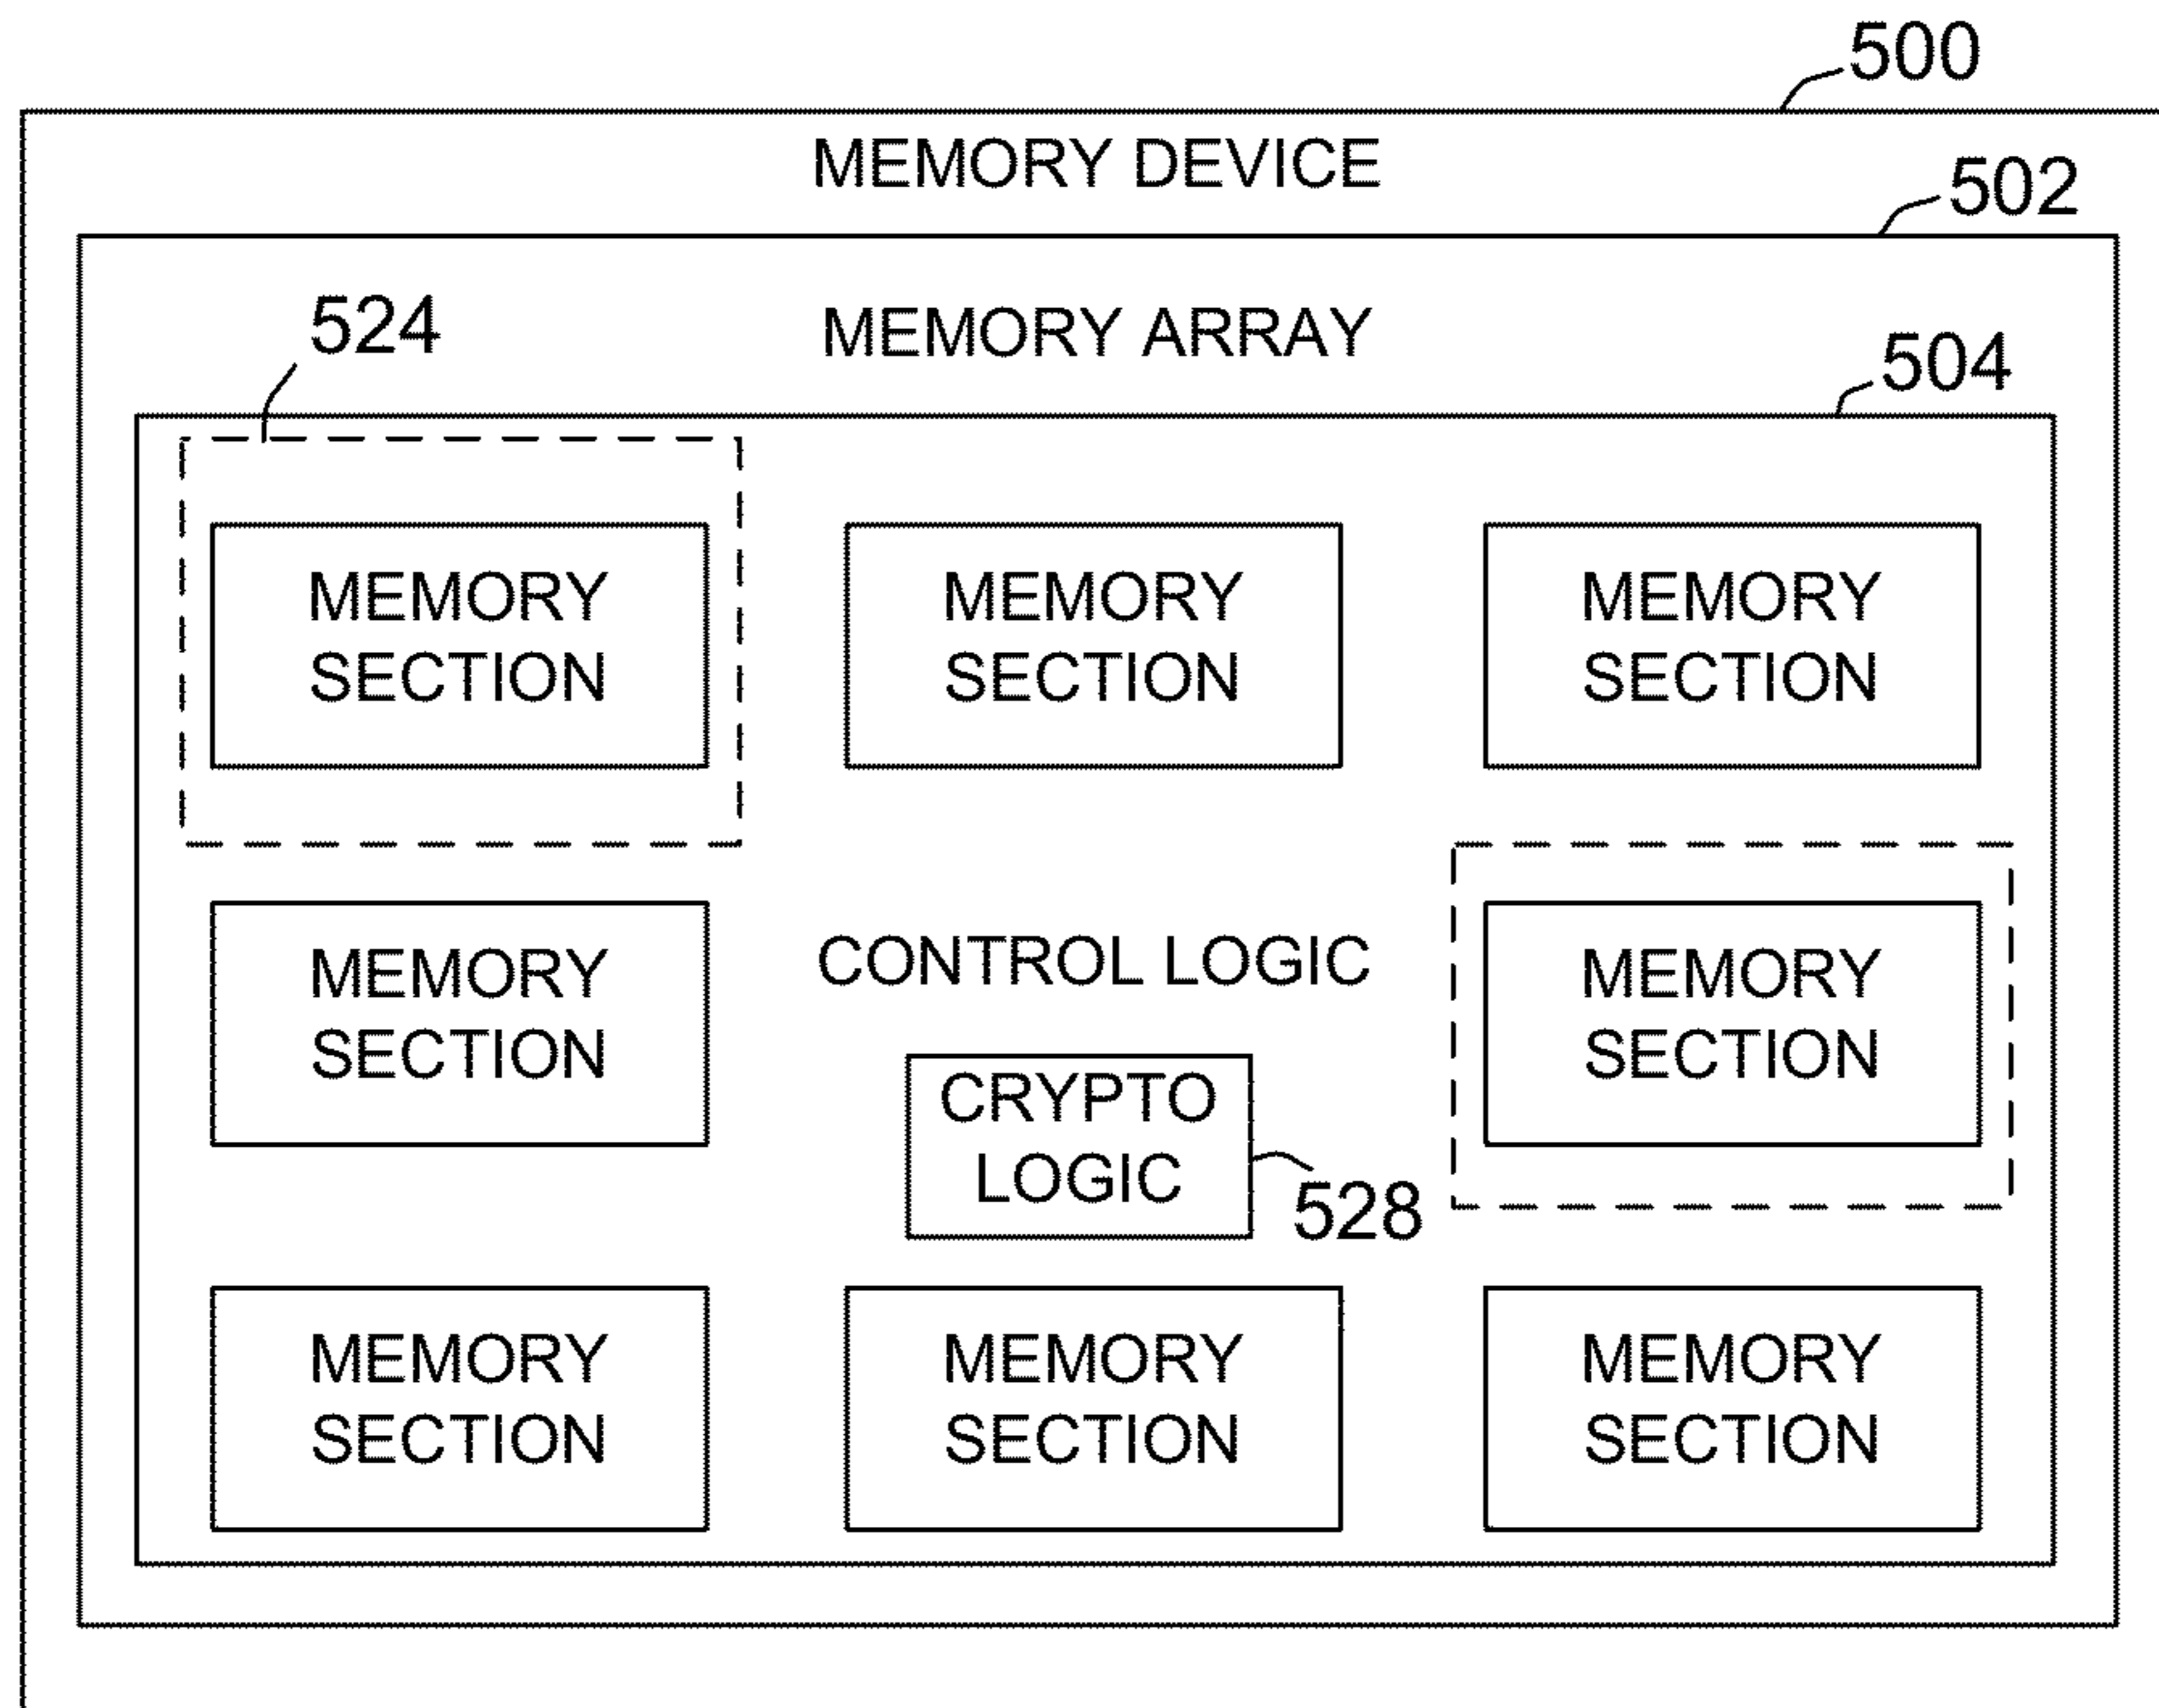 500
MEMORY DEVICE
502
524
MEMORY ARRAY
504
MEMORY
SECTION
MEMORY
SECTION
MEMORY
SECTION
MEMORY
SECTION
CONTROL LOGIC
CRYPTO
LOGIC
528
MEMORY
SECTION
MEMORY
SECTION
MEMORY
SECTION
MEMORY
SECTION